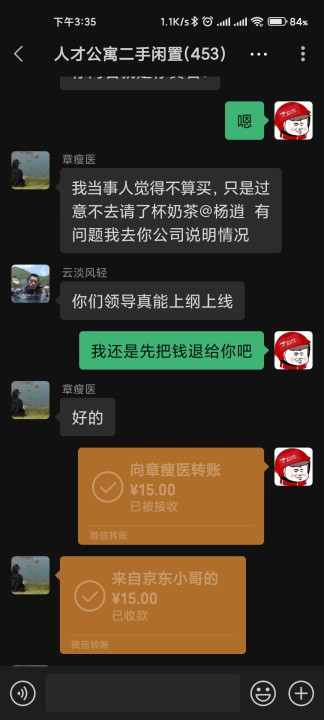 下午3:35
1.1K/s
84%
人才公寓二手闲置(453)
嗯
章瘦医
我当事人觉得不算买，只是过
意不去请了杯奶茶@杨逍 有
问题我去你公司说明情况
云淡风轻
你们领导真能上纲上线
我还是先把钱退给你吧
章瘦医
好的
向章瘦医转账
¥15.00
已被接收
微信转账
来自京东小哥的
¥15.00
已收款
微信转账